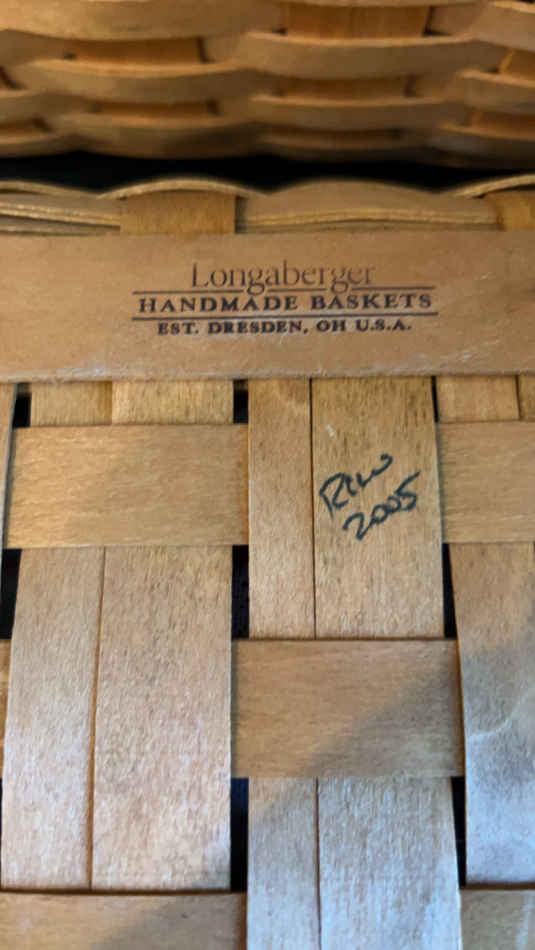 Longaberger
HANDMADE BASKETS
EST. DRESDEN, OH U.S.A.
RLW
2005